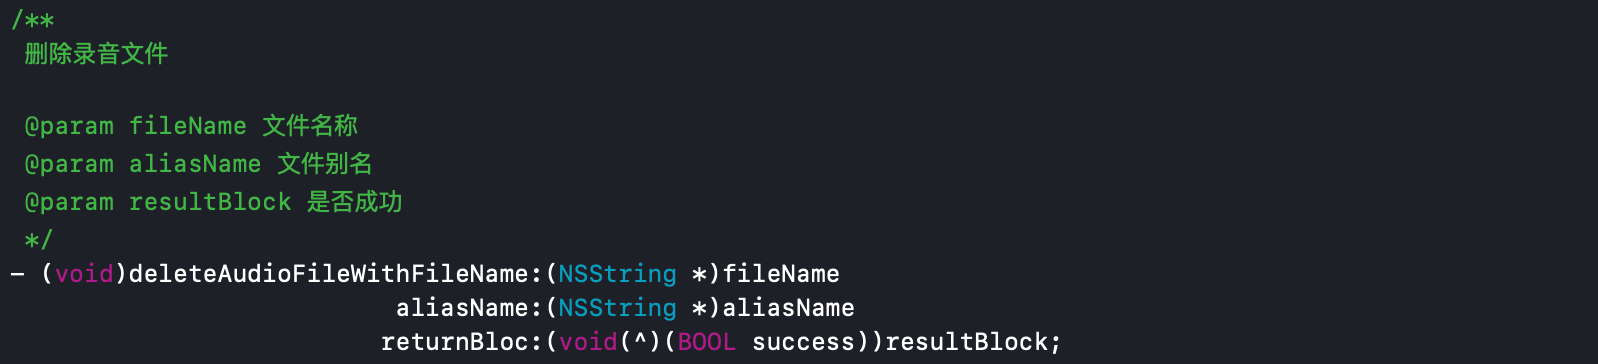 /**
 删除录音文件

 @param fileName 文件名称
 @param aliasName 文件别名
 @param resultBlock 是否成功
 */
- (void)deleteAudioFileWithFileName:(NSString *)fileName
                          aliasName:(NSString *)aliasName
                         returnBloc:(void(^)(BOOL success))resultBlock;